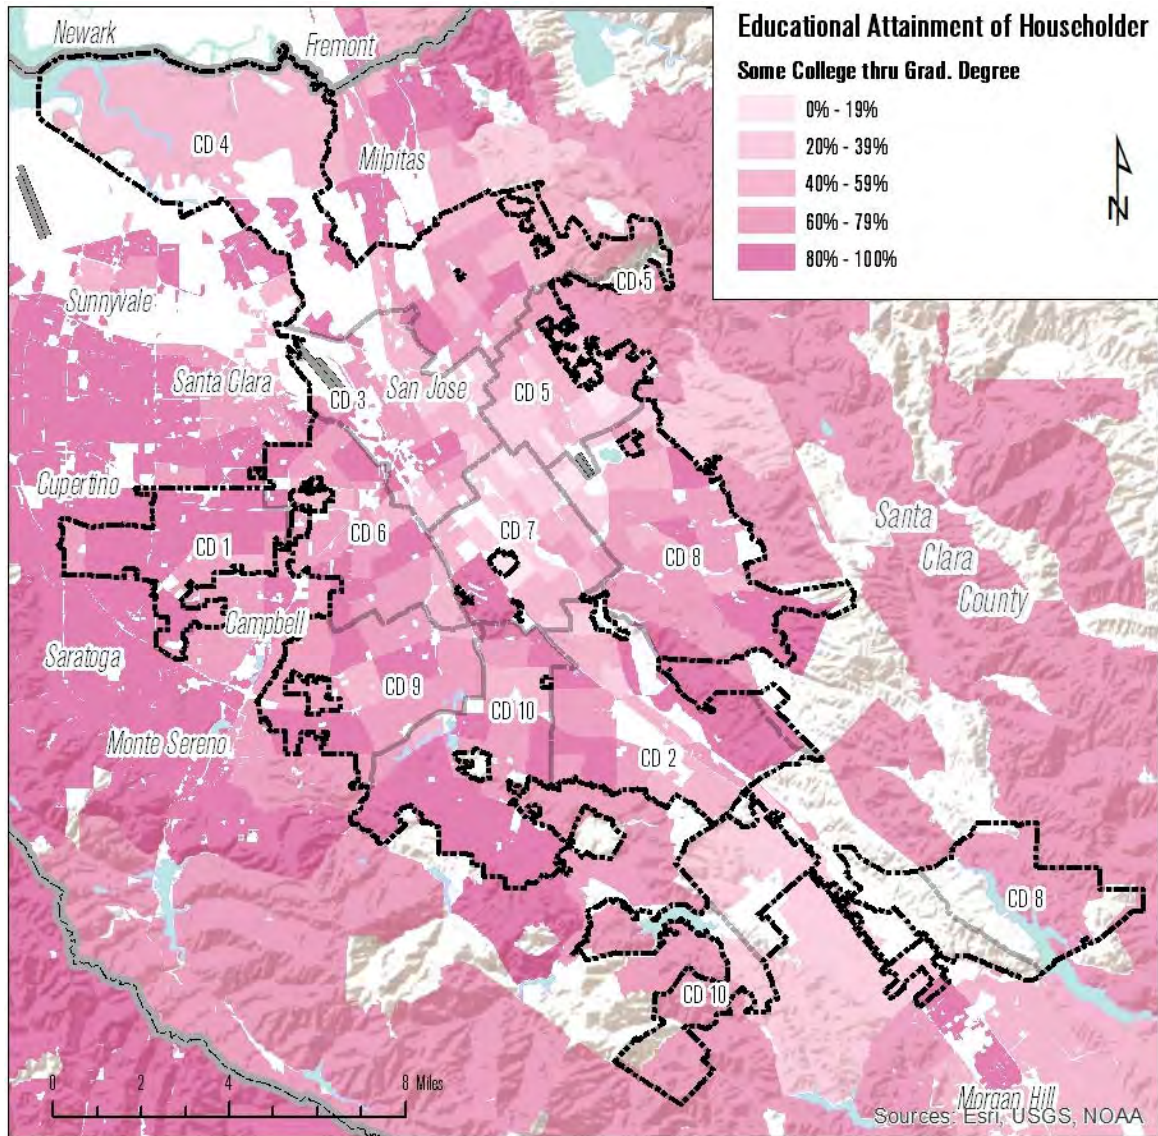 Educational Attainment of Householder
Some College thru Grad. Degree
0% - 19%
20% - 39%
40% - 59%
60% - 79%
80% - 100%
N
Newark
Fremont
CD 4
Milpitas
CD 5
Sunnyvale
Santa Clara
San Jose
CD 3
CD 5
Cupertino
CD 6
CD 7
CD 1
CD 8
Santa
Clara
County
Campbell
Saratoga
CD 9
CD 10
Monte Sereno
CD 2
CD 8
CD 10
0 2 4 8 Miles
Morgan Hill
Sources: Esri, USGS, NOAA